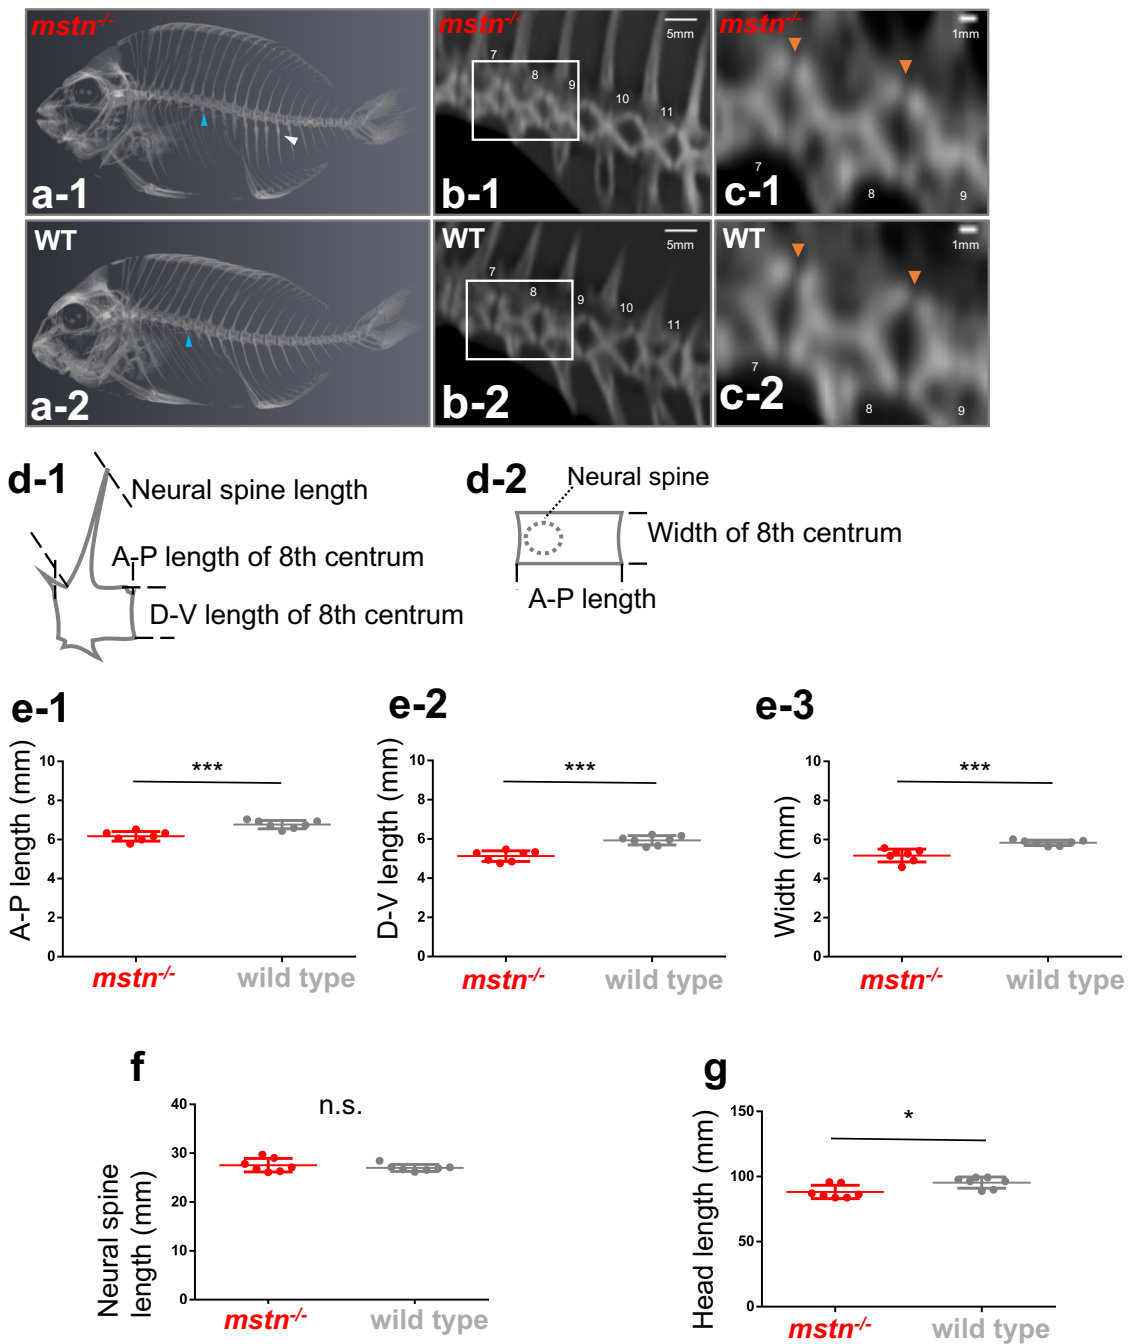 mstn-/-
a-1
mstn-/-
5mm
7
8
9
10
11
b-1
mstn-/-
1mm
7
8
9
c-1
WT
a-2
WT
5mm
7
8
9
10
11
b-2
WT
1mm
7
8
9
c-2
d-1
Neural spine length
A-P length of 8th centrum
D-V length of 8th centrum
d-2
Neural spine
Width of 8th centrum
A-P length
e-1
A-P length (mm)
10
8
6
4
2
0
***
mstn-/-
wild type
e-2
D-V length (mm)
10
8
6
4
2
0
***
mstn-/-
wild type
e-3
Width (mm)
10
8
6
4
2
0
***
mstn-/-
wild type
f
Neural spine
length (mm)
40
30
20
10
0
n.s.
mstn-/-
wild type
g
Head length (mm)
150
100
50
0
*
mstn-/-
wild type